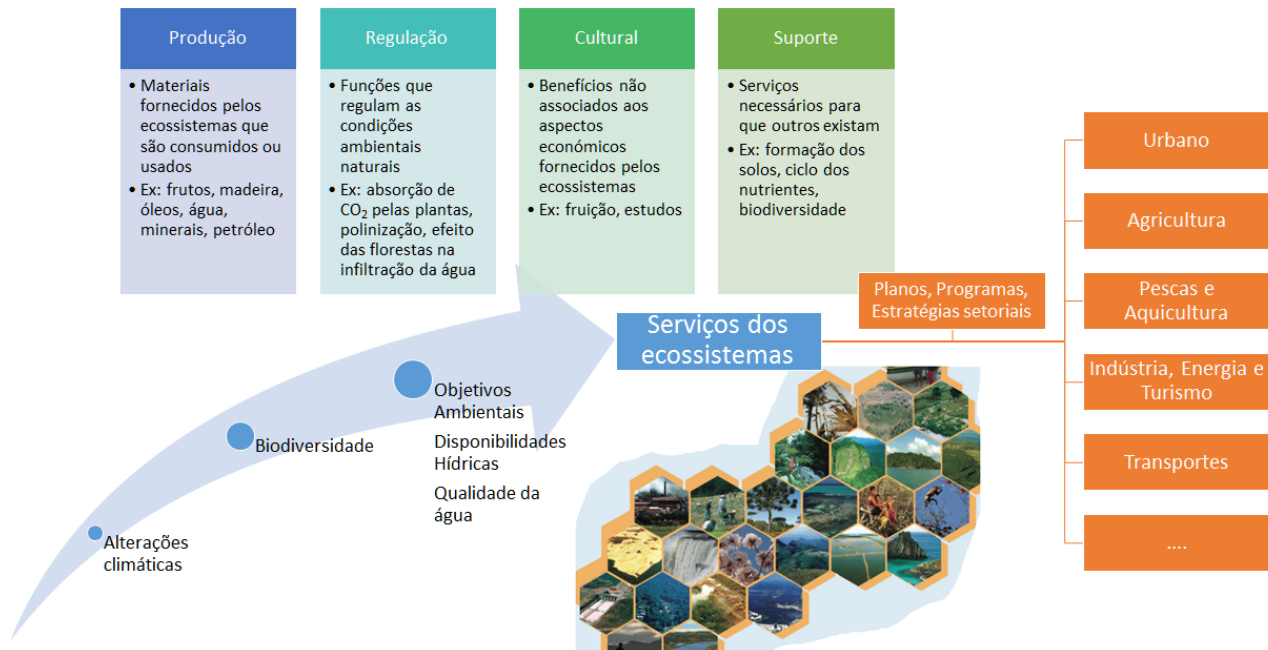 Produção
• Materiais
fornecidos pelos
ecossistemas que
são consumidos ou
usados
• Ex: frutos, madeira,
óleos, água,
minerais, petróleo
Regulação
• Funções que
regulam as
condições
ambientais
naturais
• Ex: absorção de
CO₂ pelas plantas,
polinização, efeito
das florestas na
infiltração da água
Cultural
• Benefícios não
associados aos
aspectos
económicos
fornecidos pelos
ecossistemas
• Ex: fruição, estudos
Suporte
• Serviços
necessários para
que outros existam
• Ex: formação dos
solos, ciclo dos
nutrientes,
biodiversidade
Alterações
climáticas
Biodiversidade
Objetivos
Ambientais
Disponibilidades
Hídricas
Qualidade da
água
Serviços dos
ecossistemas
Planos, Programas,
Estratégias setoriais
Urbano
Agricultura
Pescas e
Aquicultura
Indústria, Energia e
Turismo
Transportes
....